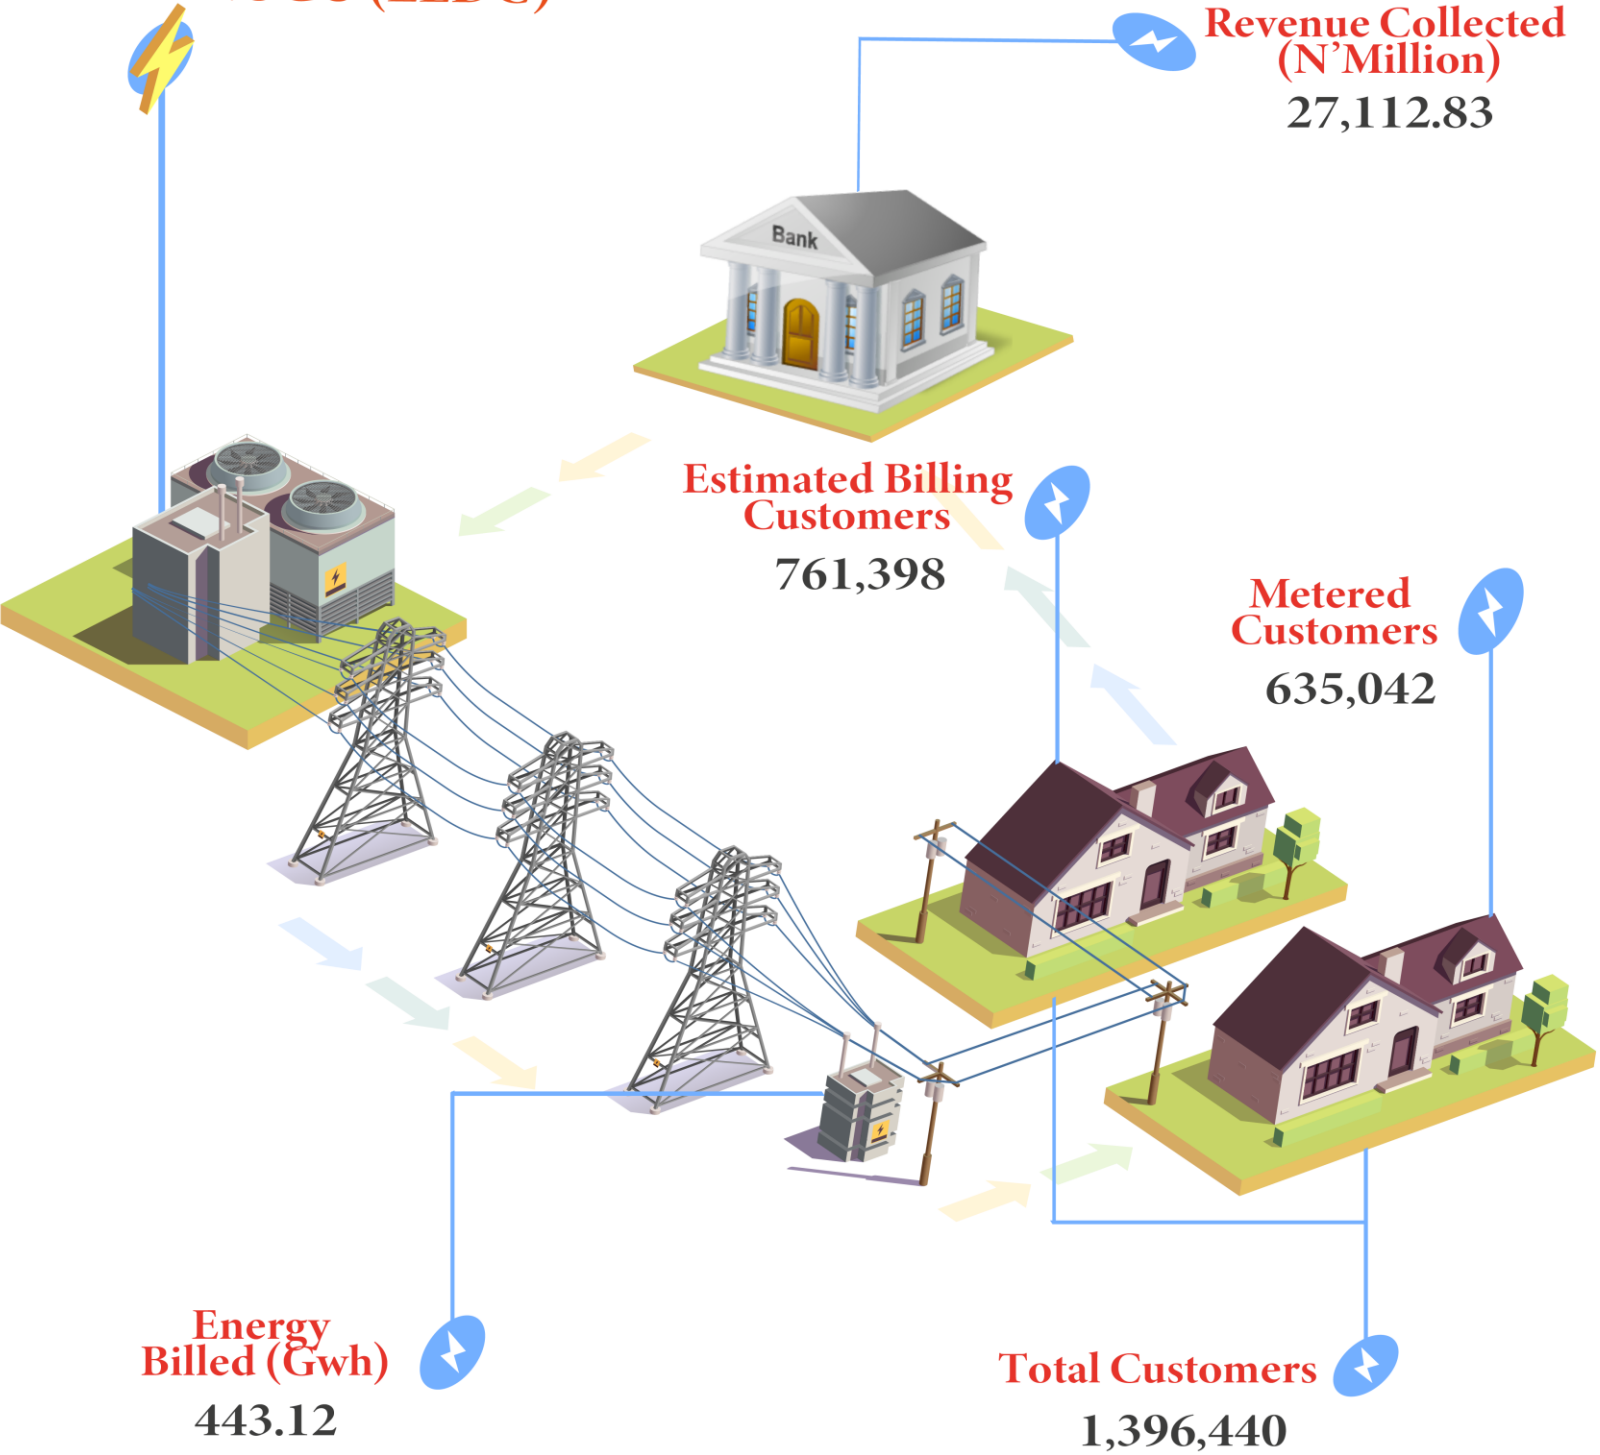 (EEDC)
Revenue Collected
(N’Million)
27,112.83
Bank
Estimated Billing
Customers
761,398
Metered
Customers
635,042
Energy
Billed (Gwh)
443.12
Total Customers
1,396,440